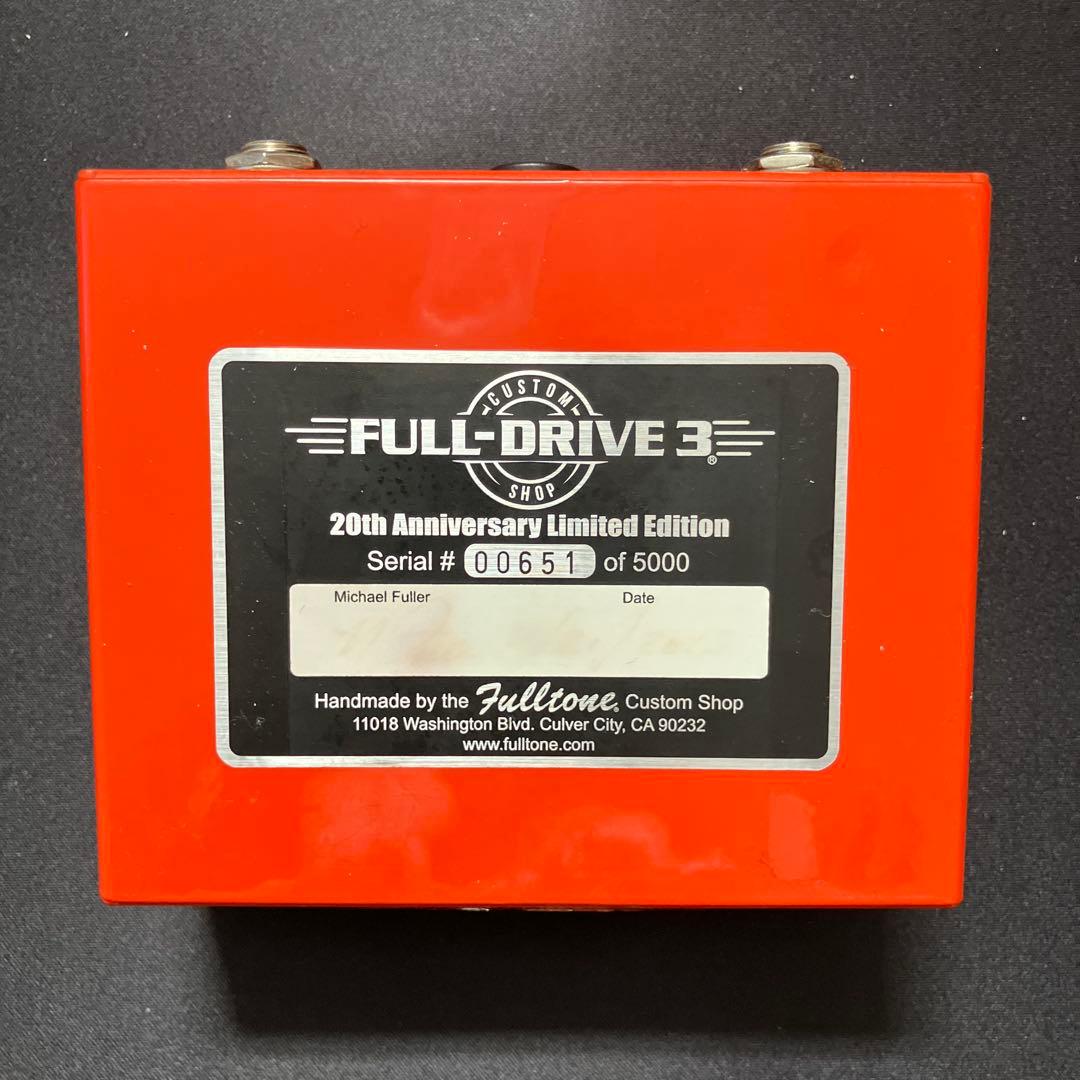 CUSTOM
FULL-DRIVE 3®
SHOP
20th Anniversary Limited Edition
Serial # 00651 of 5000
Michael Fuller Date
Handmade by the Fulltone® Custom Shop
11018 Washington Blvd. Culver City, CA 90232
www.fulltone.com